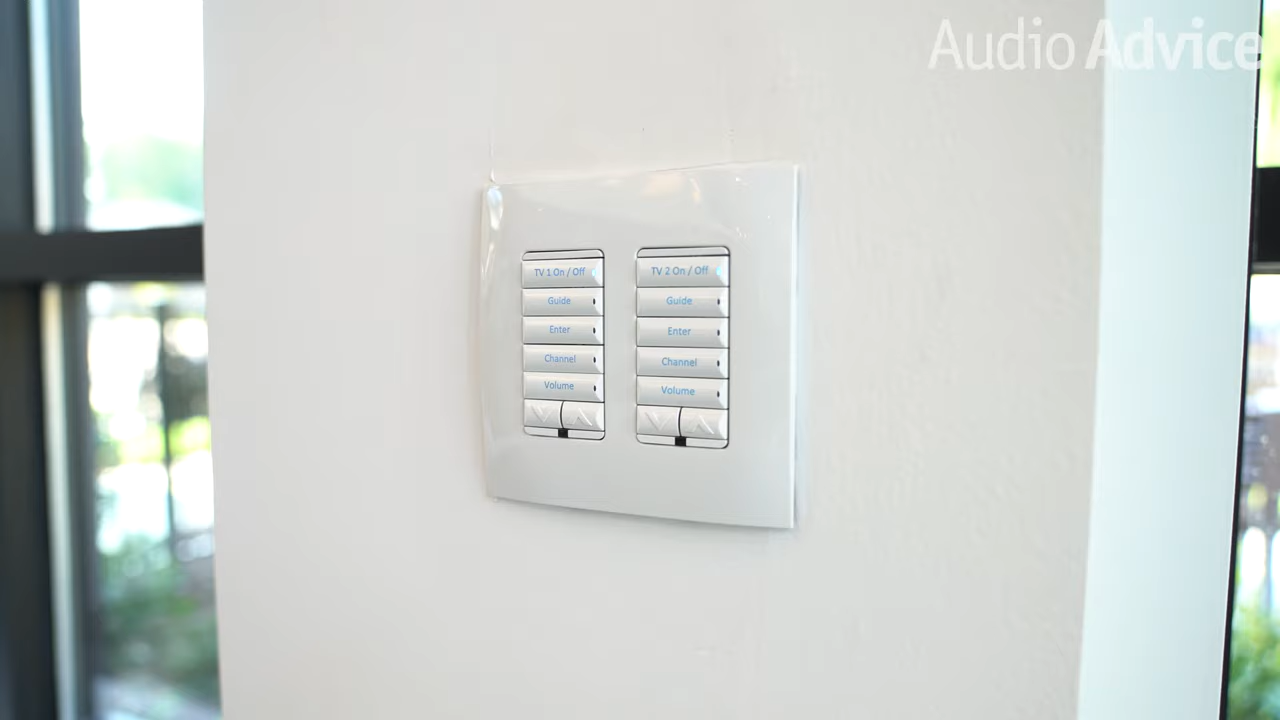 Audio Advice
TV 1 On / Off
Guide
Enter
Channel
Volume
TV 2 On / Off
Guide
Enter
Channel
Volume